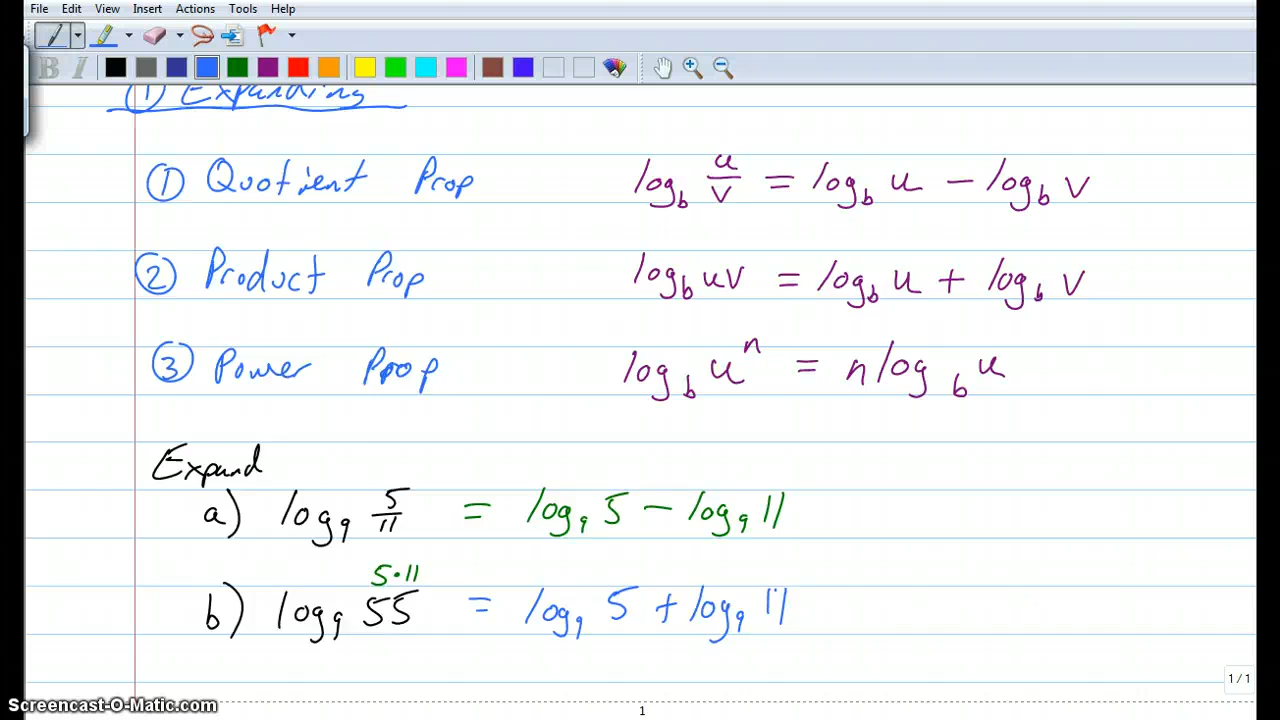 File Edit View Insert Actions Tools Help
B I
① Expanding
① Quotient Prop log_b u/v = log_b u − log_b v
② Product Prop log_b uv = log_b u + log_b v
③ Power Prop log_b u^n = n log_b u
Expand
a) log_9 5/11 = log_9 5 − log_9 11
5•11
b) log_9 55 = log_9 5 + log_9 11
1/1
Screencast-O-Matic.com
1